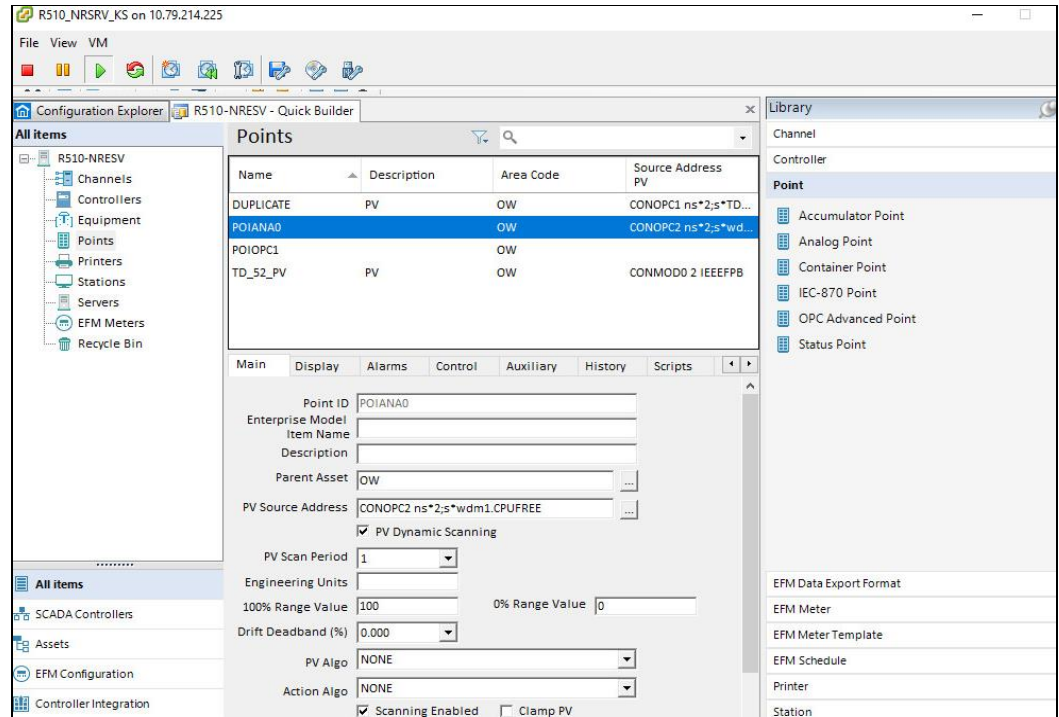 R510_NRSRV_KS on 10.79.214.225
File View VM
Configuration Explorer R510-NRESV - Quick Builder
All items
R510-NRESV
Channels
Controllers
Equipment
Points
Printers
Stations
Servers
EFM Meters
Recycle Bin
All items
SCADA Controllers
Assets
EFM Configuration
Controller Integration
Points
Name Description Area Code Source Address PV
DUPLICATE PV OW CONOPC1 ns*2;s*TD...
POIANA0 OW CONOPC2 ns*2;s*wd...
POIOPC1 OW
TD_52_PV PV OW CONMOD0 2 IEEEFPB
Main Display Alarms Control Auxiliary History Scripts
Point ID POIANA0
Enterprise Model
Item Name
Description
Parent Asset OW ...
PV Source Address CONOPC2 ns*2;s*wdm1.CPUFREE ...
PV Dynamic Scanning
PV Scan Period 1
Engineering Units
100% Range Value 100 0% Range Value 0
Drift Deadband (%) 0.000
PV Algo NONE
Action Algo NONE
Scanning Enabled Clamp PV
Library
Channel
Controller
Point
Accumulator Point
Analog Point
Container Point
IEC-870 Point
OPC Advanced Point
Status Point
EFM Data Export Format
EFM Meter
EFM Meter Template
EFM Schedule
Printer
Station